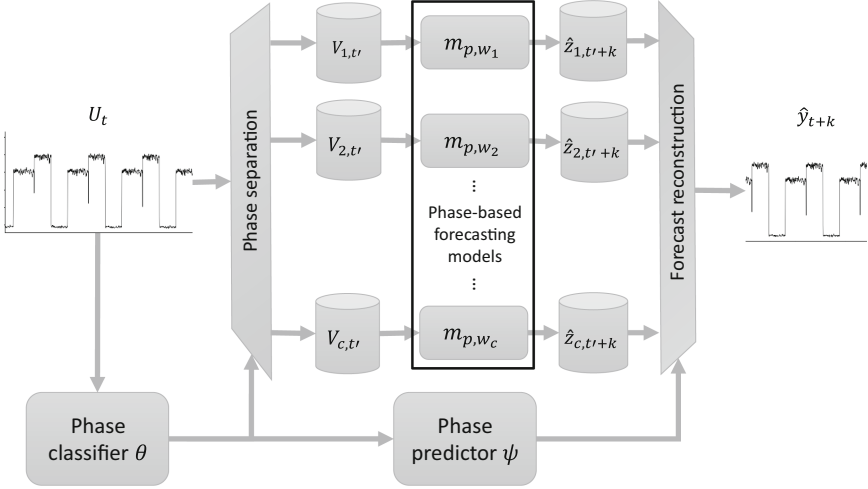 U_t
Phase separation
V_{1,t'}
m_{p,w_1}
ẑ_{1,t'+k}
V_{2,t'}
m_{p,w_2}
ẑ_{2,t'+k}
⋮
Phase-based
forecasting
models
⋮
V_{c,t'}
m_{p,w_c}
ẑ_{c,t'+k}
Forecast reconstruction
ŷ_{t+k}
Phase
classifier θ
Phase
predictor ψ